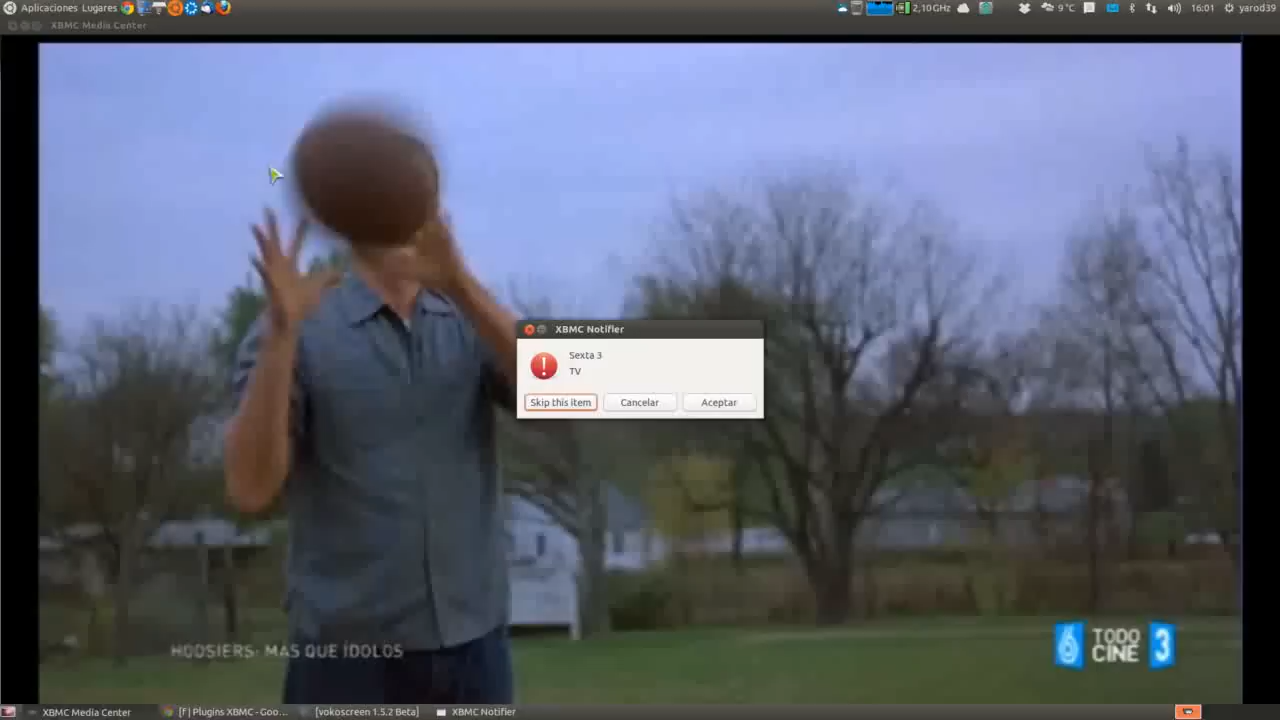 Aplicaciones Lugares
2,10GHz
9 °C
16:01
yarod39
XBMC Media Center
XBMC Notifier
Sexta 3
TV
Skip this item
Cancelar
Aceptar
HOOSIERS: MAS QUE ÍDOLOS
6 TODO CINE 3
XBMC Media Center
[f] Plugins XBMC - Goo...
[vokoscreen 1.5.2 Beta]
XBMC Notifier